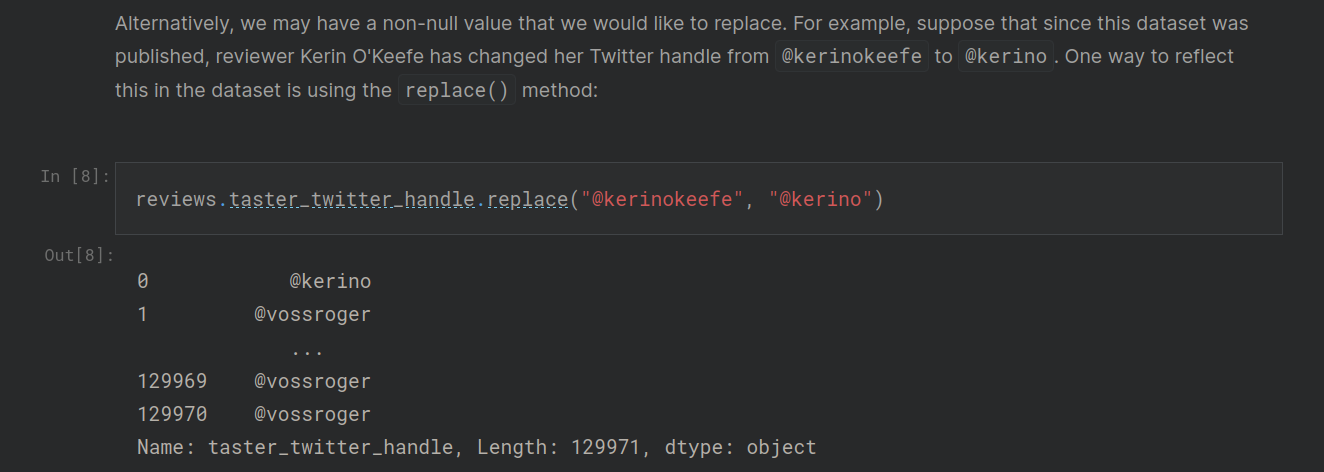 Alternatively, we may have a non-null value that we would like to replace. For example, suppose that since this dataset was
published, reviewer Kerin O'Keefe has changed her Twitter handle from @kerinokeefe to @kerino. One way to reflect
this in the dataset is using the replace() method:
In [8]:
reviews.taster_twitter_handle.replace("@kerinokeefe", "@kerino")
Out[8]:
0            @kerino
1         @vossroger
...
129969    @vossroger
129970    @vossroger
Name: taster_twitter_handle, Length: 129971, dtype: object